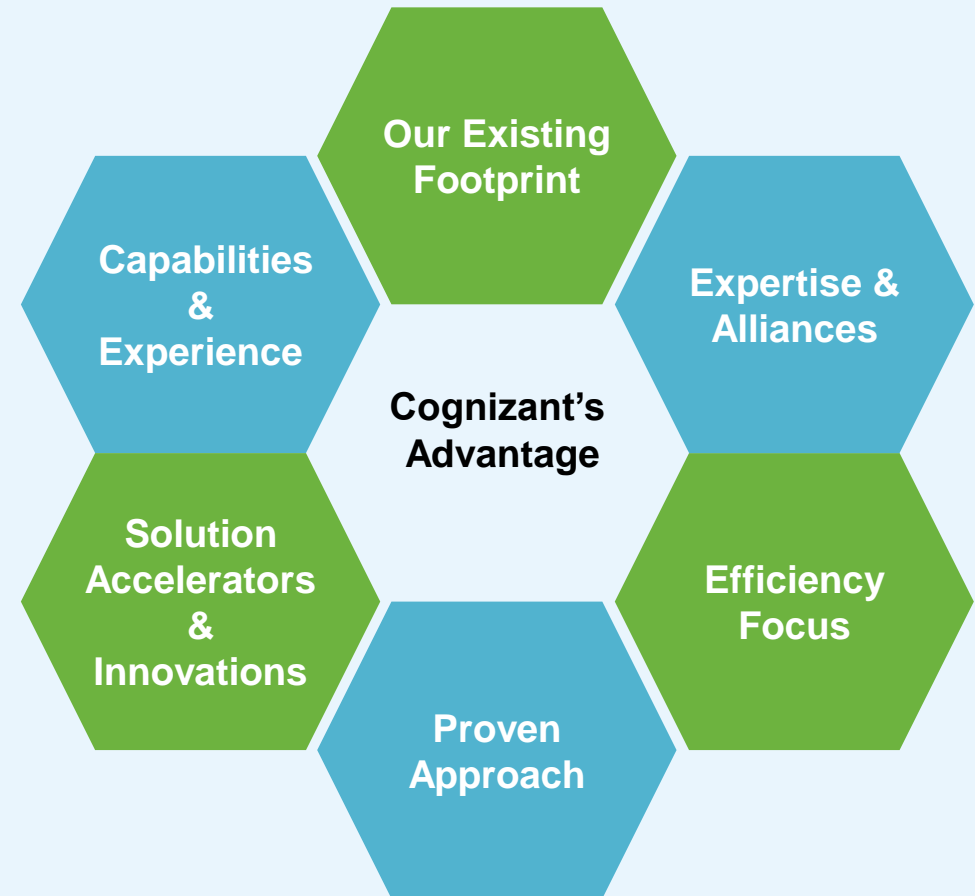 Our Existing
Footprint
Capabilities
&
Experience
Expertise &
Alliances
Cognizant’s
Advantage
Solution
Accelerators
&
Innovations
Efficiency
Focus
Proven
Approach